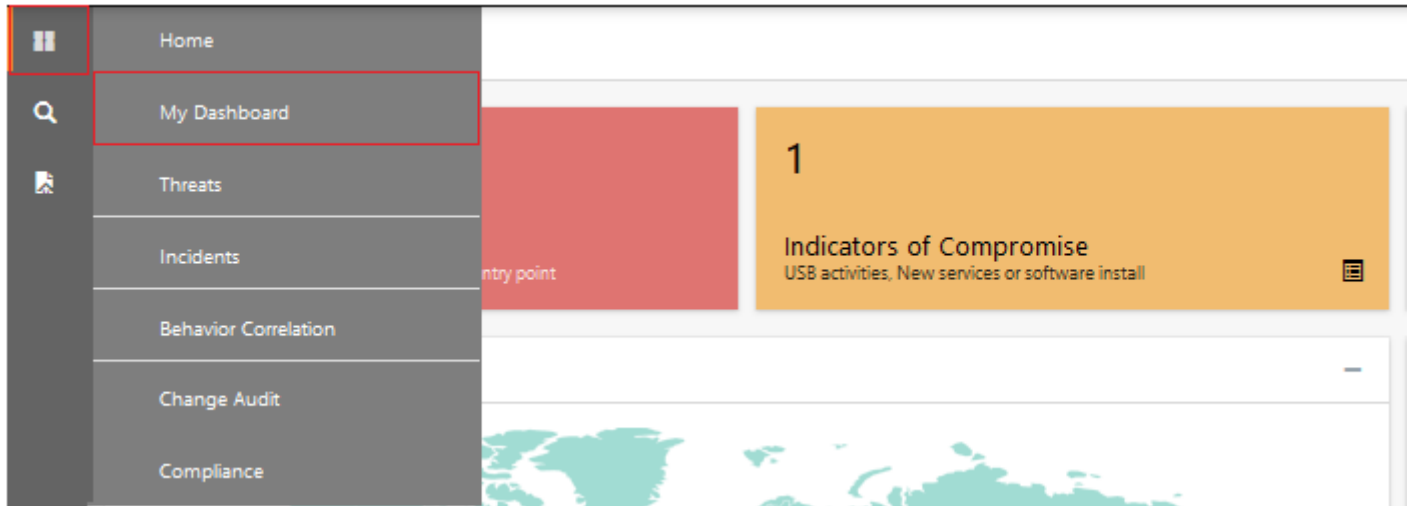 Home
My Dashboard
Threats
Incidents
Behavior Correlation
Change Audit
Compliance
point
1
Indicators of Compromise
USB activities, New services or software install